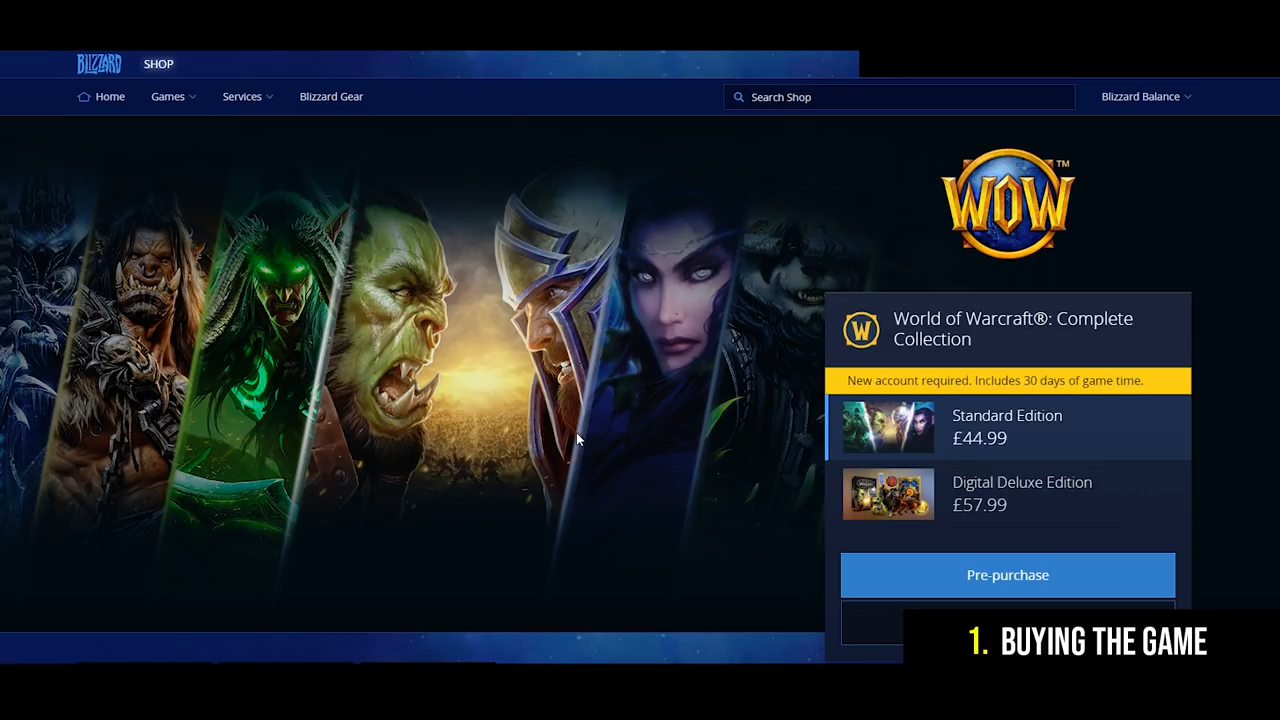 BLIZZARD SHOP
Home Games Services Blizzard Gear Search Shop Blizzard Balance
WOW™
World of Warcraft®: Complete
Collection
New account required. Includes 30 days of game time.
Standard Edition
£44.99
Digital Deluxe Edition
£57.99
Pre-purchase
1. BUYING THE GAME